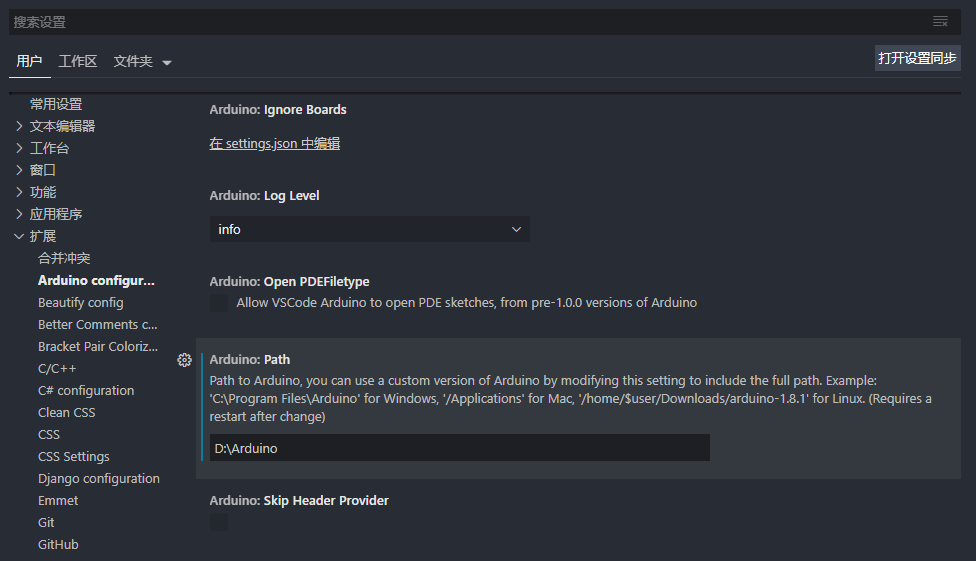 搜索设置
用户
工作区
文件夹
打开设置同步
常用设置
文本编辑器
工作台
窗口
功能
应用程序
扩展
合并冲突
Arduino configur...
Beautify config
Better Comments c...
Bracket Pair Coloriz...
C/C++
C# configuration
Clean CSS
CSS
CSS Settings
Django configuration
Emmet
Git
GitHub
Arduino: Ignore Boards
在 settings.json 中编辑
Arduino: Log Level
info
Arduino: Open PDEFiletype
Allow VSCode Arduino to open PDE sketches, from pre-1.0.0 versions of Arduino
Arduino: Path
Path to Arduino, you can use a custom version of Arduino by modifying this setting to include the full path. Example:
'C:\Program Files\Arduino' for Windows, '/Applications' for Mac, '/home/$user/Downloads/arduino-1.8.1' for Linux. (Requires a
restart after change)
D:\Arduino
Arduino: Skip Header Provider